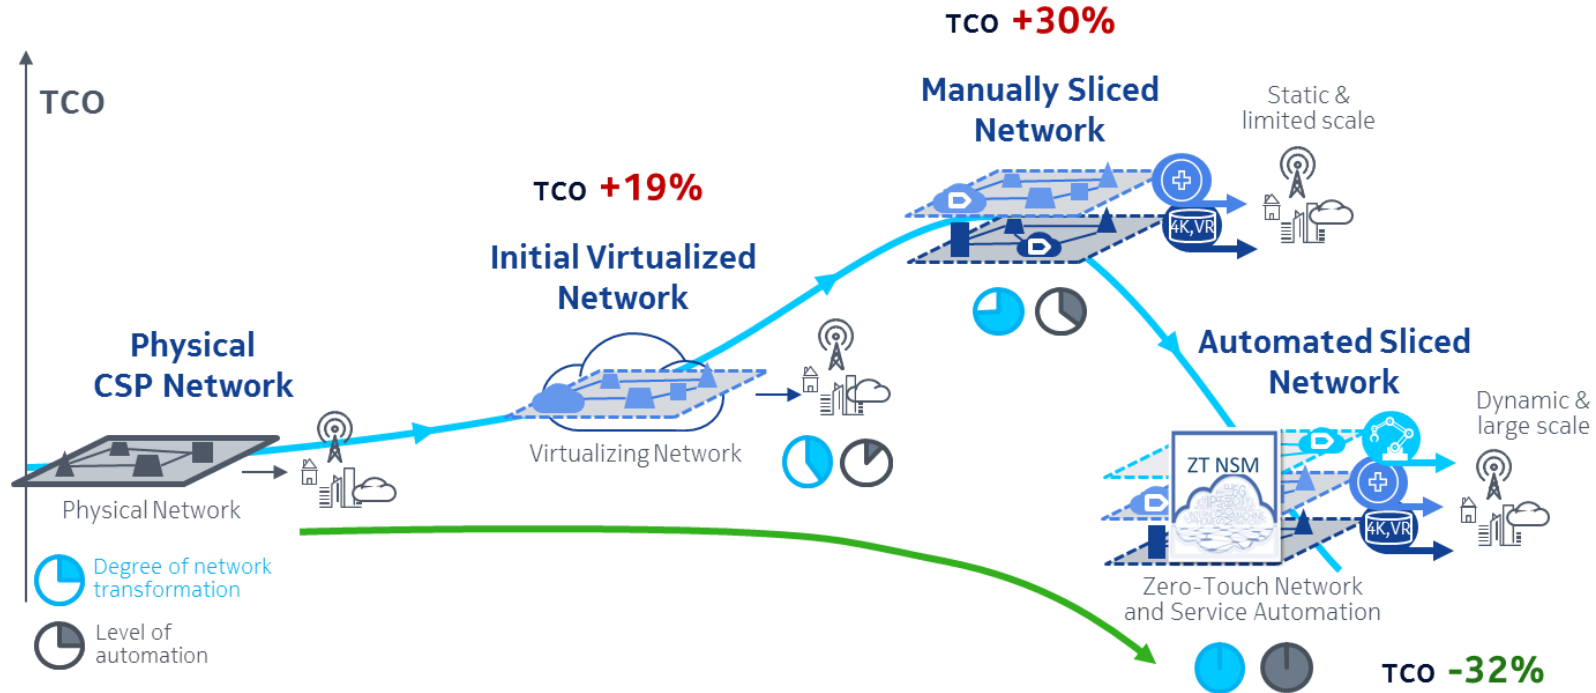 TCO +30%
TCO
Manually Sliced
Network
Static &
limited scale
TCO +19%
4K,VR
Initial Virtualized
Network
Physical
CSP Network
Automated Sliced
Network
Dynamic &
large scale
Virtualizing Network
ZT NSM
4K,VR
Physical Network
Degree of network
transformation
Zero-Touch Network
and Service Automation
Level of
automation
TCO -32%